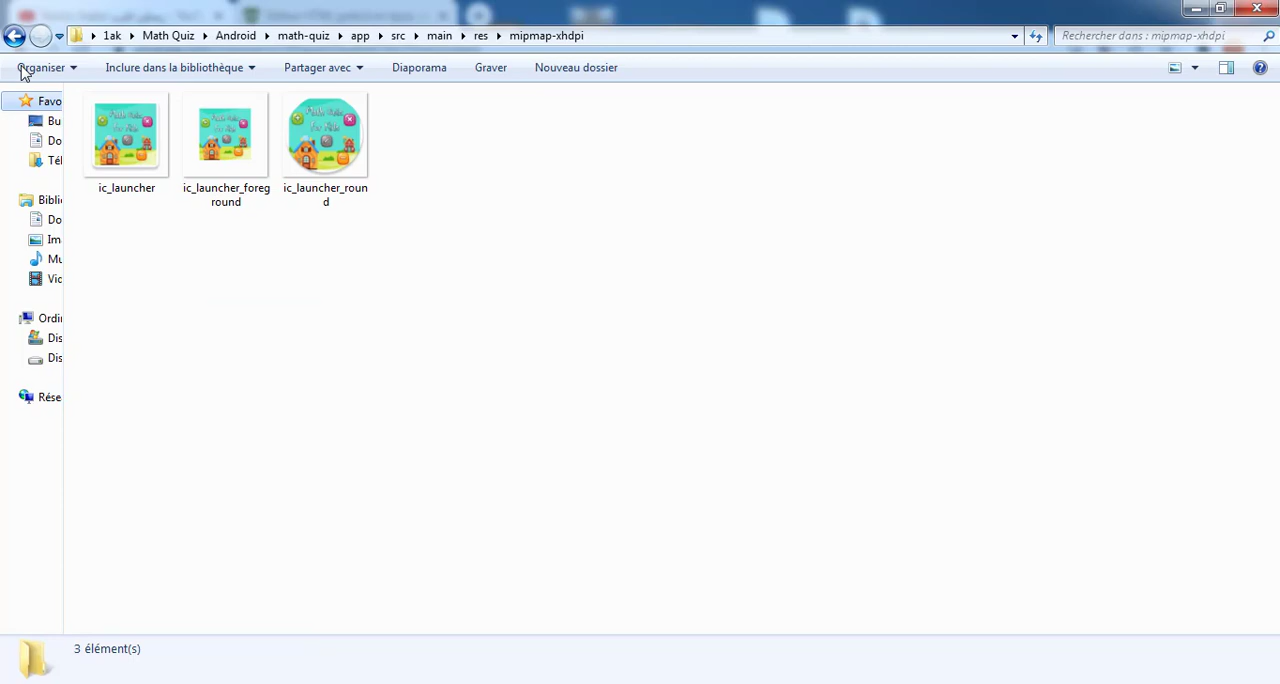 1ak Math Quiz Android math-quiz app src main res mipmap-xhdpi Rechercher dans : mipmap-xhdpi
Organiser Inclure dans la bibliothèque Partager avec Diaporama Graver Nouveau dossier
Favo
Bu
Do
Tél
Bibli
Do
Im
Mu
Vid
Ordi
Dis
Dis
Rése
ic_launcher
ic_launcher_foreg
round
ic_launcher_roun
d
3 élément(s)